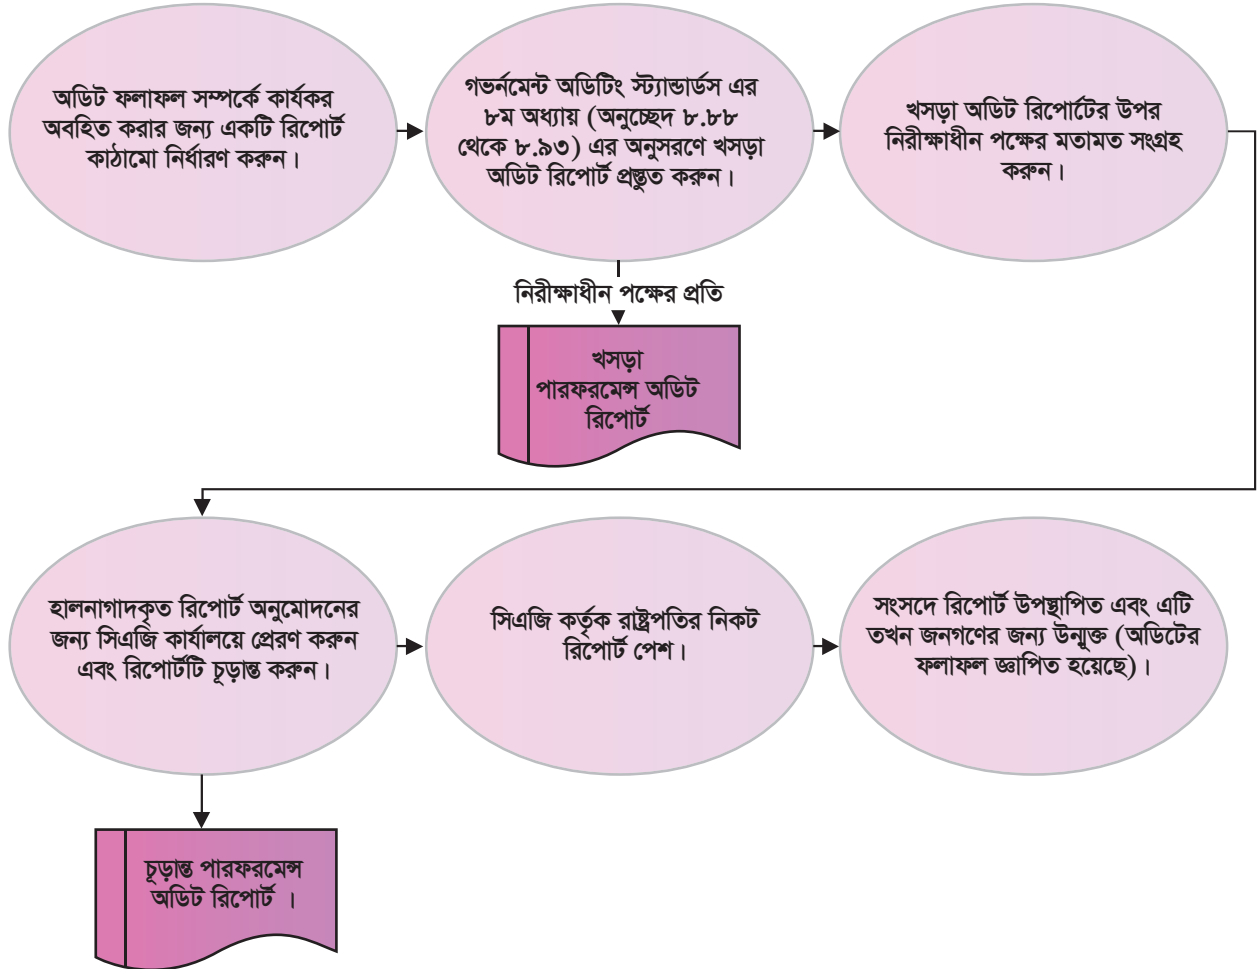 অডিট ফলাফল সম্পর্কে কার্যকর
অবহিত করার জন্য একটি রিপোর্ট
কাঠামো নির্ধারণ করুন।
গভর্নমেন্ট অডিটিং স্ট্যান্ডার্ডস এর
৮ম অধ্যায় (অনুচ্ছেদ ৮.৮৮
থেকে ৮.৯৩) এর অনুসরণে খসড়া
অডিট রিপোর্ট প্রস্তুত করুন।
খসড়া অডিট রিপোর্টের উপর
নিরীক্ষাধীন পক্ষের মতামত সংগ্রহ
করুন।
নিরীক্ষাধীন পক্ষের প্রতি
খসড়া
পারফরমেন্স অডিট
রিপোর্ট
হালনাগাদকৃত রিপোর্ট অনুমোদনের
জন্য সিএজি কার্যালয়ে প্রেরণ করুন
এবং রিপোর্টটি চূড়ান্ত করুন।
সিএজি কর্তৃক রাষ্ট্রপতির নিকট
রিপোর্ট পেশ।
সংসদে রিপোর্ট উপস্থাপিত এবং এটি
তখন জনগণের জন্য উন্মুক্ত (অডিটের
ফলাফল জ্ঞাপিত হয়েছে)।
চূড়ান্ত পারফরমেন্স
অডিট রিপোর্ট ।